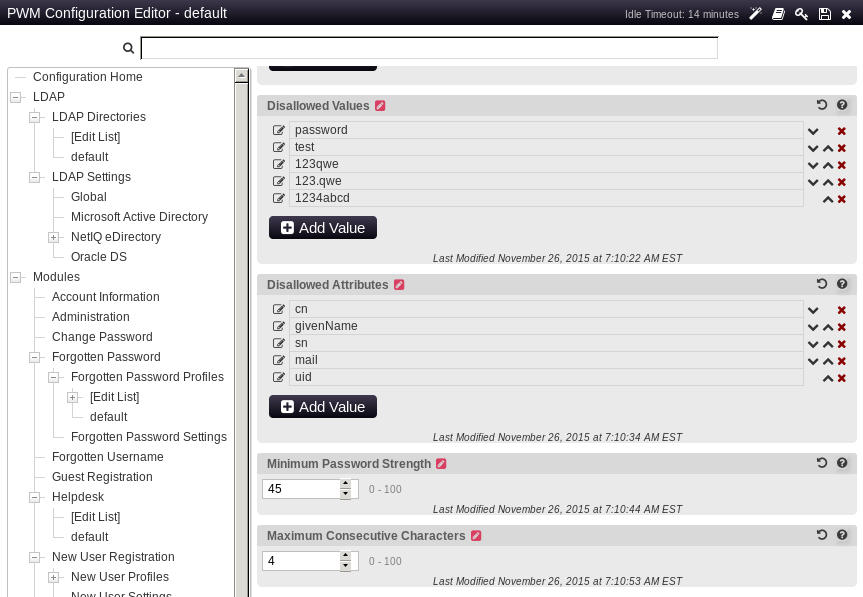 PWM Configuration Editor - default
Idle Timeout: 14 minutes
Configuration Home
LDAP
LDAP Directories
[Edit List]
default
LDAP Settings
Global
Microsoft Active Directory
NetIQ eDirectory
Oracle DS
Modules
Account Information
Administration
Change Password
Forgotten Password
Forgotten Password Profiles
[Edit List]
default
Forgotten Password Settings
Forgotten Username
Guest Registration
Helpdesk
[Edit List]
default
New User Registration
New User Profiles
New User Settings
Disallowed Values
password
test
123qwe
123.qwe
1234abcd
Add Value
Last Modified November 26, 2015 at 7:10:22 AM EST
Disallowed Attributes
cn
givenName
sn
mail
uid
Add Value
Last Modified November 26, 2015 at 7:10:34 AM EST
Minimum Password Strength
45 0 - 100
Last Modified November 26, 2015 at 7:10:44 AM EST
Maximum Consecutive Characters
4 0 - 100
Last Modified November 26, 2015 at 7:10:53 AM EST